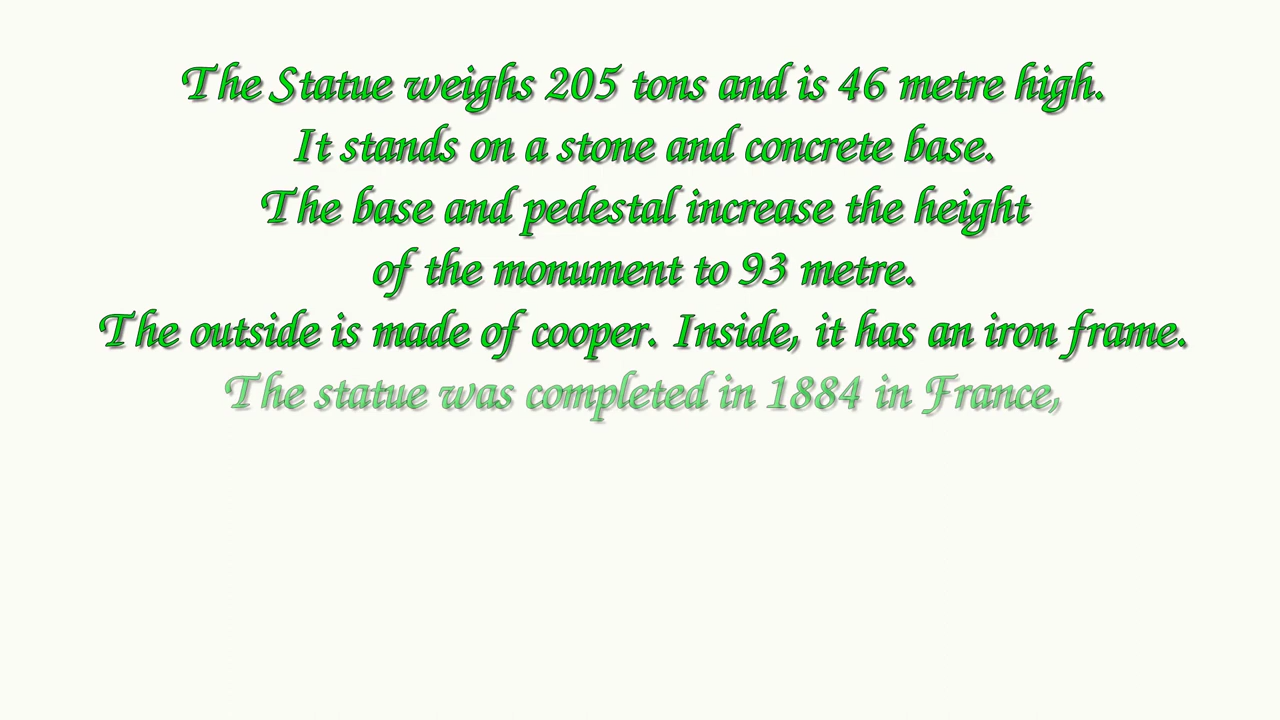 The Statue weighs 205 tons and is 46 metre high.
It stands on a stone and concrete base.
The base and pedestal increase the height
of the monument to 93 metre.
The outside is made of cooper. Inside, it has an iron frame.
The statue was completed in 1884 in France,